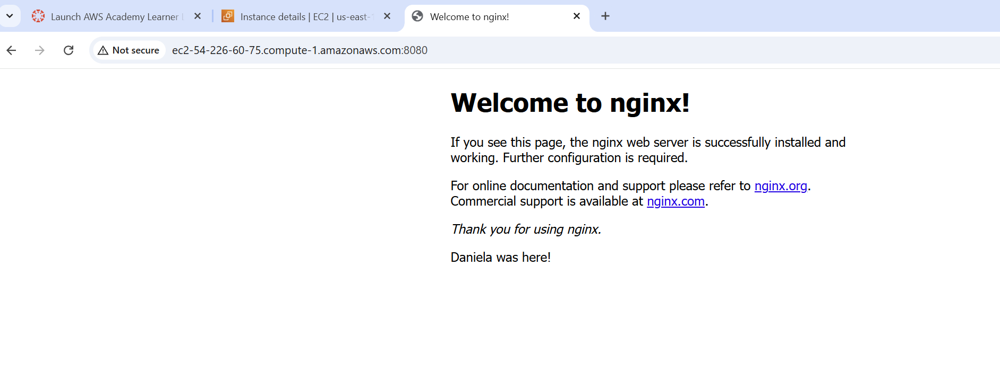 Launch AWS Academy Learner
Instance details | EC2 | us-east-
Welcome to nginx!
Not secure
ec2-54-226-60-75.compute-1.amazonaws.com:8080
Welcome to nginx!
If you see this page, the nginx web server is successfully installed and
working. Further configuration is required.
For online documentation and support please refer to nginx.org.
Commercial support is available at nginx.com.
Thank you for using nginx.
Daniela was here!